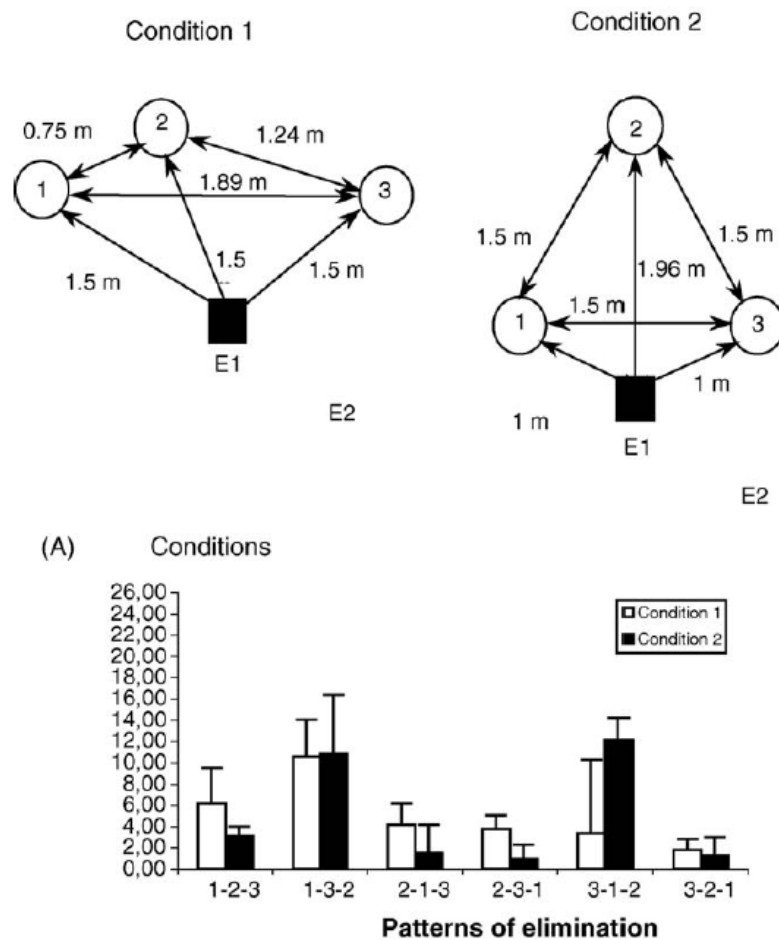 Condition 1
Condition 2
2
0.75 m
1.24 m
1
1.89 m
3
1.5 m
1.5
1.5 m
E1
E2
2
1.5 m
1.5 m
1.96 m
1.5 m
1
3
1 m
1 m
E1
E2
(A) Conditions
26,00
24,00
22,00
20,00
18,00
16,00
14,00
12,00
10,00
8,00
6,00
4,00
2,00
0,00
Condition 1
Condition 2
1-2-3 1-3-2 2-1-3 2-3-1 3-1-2 3-2-1
Patterns of elimination